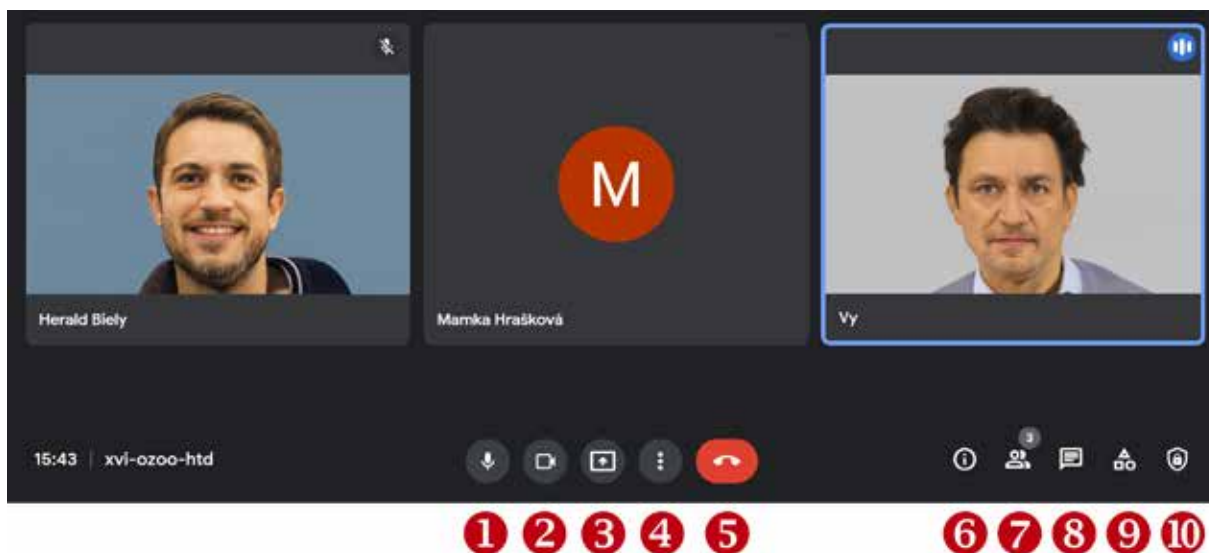 M
Herald Biely
Mamka Hrašková
Vy
3
15:43 | xvi-ozoo-htd
1 2 3 4 5 6 7 8 9 10